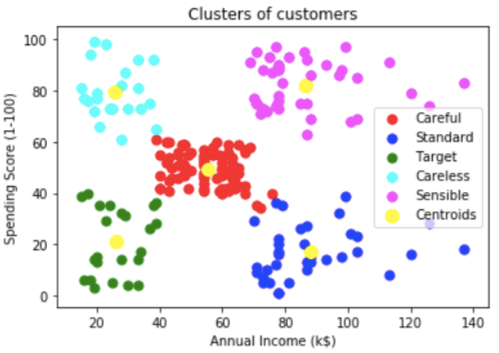 Clusters of customers
Spending Score (1-100)
100
80
60
40
20
0
Careful
Standard
Target
Careless
Sensible
Centroids
20
40
60
80
100
120
140
Annual Income (k$)